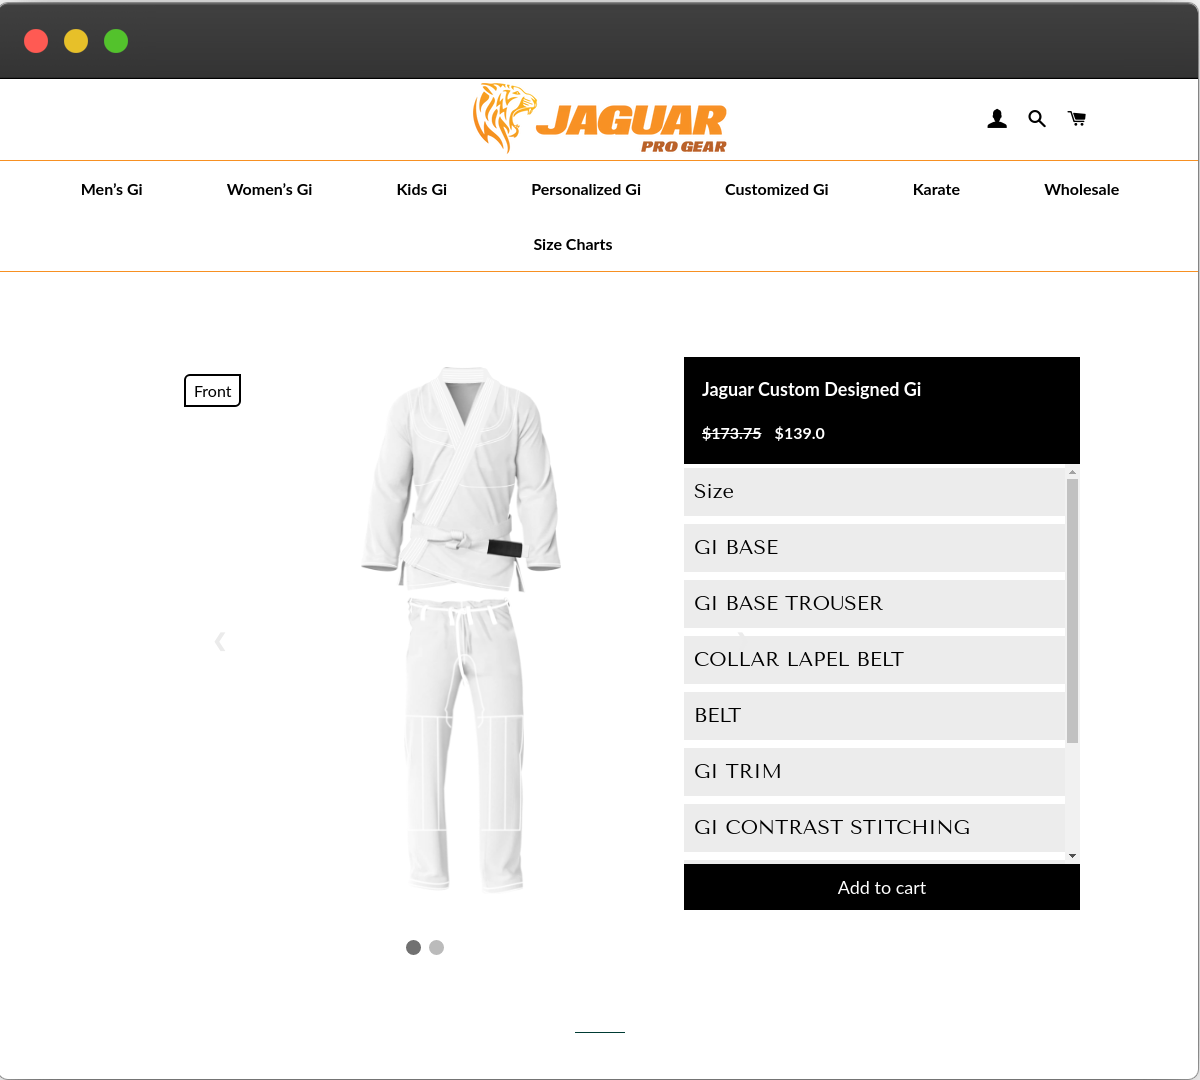 JAGUAR
PRO GEAR
Men’s Gi Women’s Gi Kids Gi Personalized Gi Customized Gi Karate Wholesale
Size Charts
Front
Jaguar Custom Designed Gi
$173.75 $139.0
Size
GI BASE
GI BASE TROUSER
COLLAR LAPEL BELT
BELT
GI TRIM
GI CONTRAST STITCHING
Add to cart